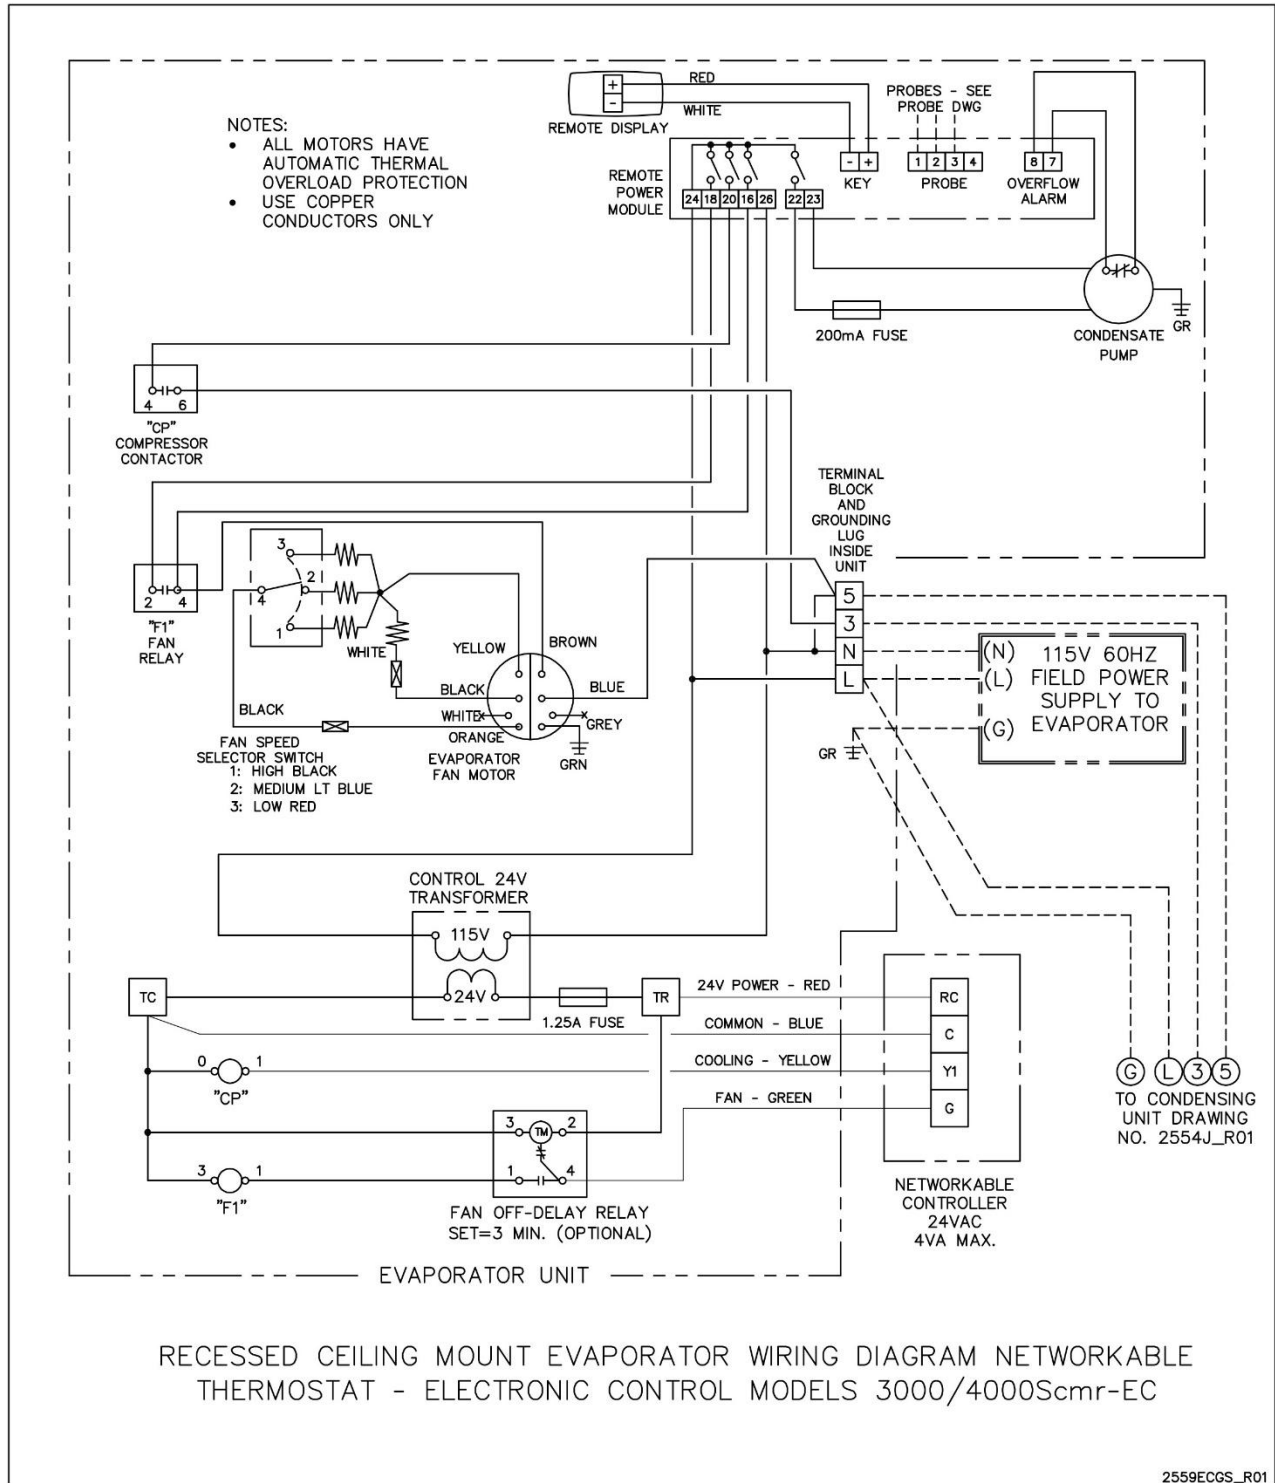 NOTES:
• ALL MOTORS HAVE
AUTOMATIC THERMAL
OVERLOAD PROTECTION
• USE COPPER
CONDUCTORS ONLY
+
-
RED
WHITE
REMOTE DISPLAY
PROBES - SEE
PROBE DWG
REMOTE
POWER
MODULE
24 18 20 16 26 22 23
- +
KEY
1 2 3 4
PROBE
8 7
OVERFLOW
ALARM
200mA FUSE
GR
CONDENSATE
PUMP
4 6
"CP"
COMPRESSOR
CONTACTOR
2 4
"F1"
FAN
RELAY
3
2
4
1
WHITE
YELLOW
BROWN
BLACK
BLUE
WHITE
GREY
ORANGE
GRN
EVAPORATOR
FAN MOTOR
BLACK
FAN SPEED
SELECTOR SWITCH
1: HIGH BLACK
2: MEDIUM LT BLUE
3: LOW RED
TERMINAL
BLOCK
AND
GROUNDING
LUG
INSIDE
UNIT
5
3
N
L
(N)
(L)
(G)
115V 60HZ
FIELD POWER
SUPPLY TO
EVAPORATOR
GR
CONTROL 24V
TRANSFORMER
115V
24V
TC
1.25A FUSE
TR
24V POWER - RED
COMMON - BLUE
COOLING - YELLOW
FAN - GREEN
RC
C
Y1
G
0 1
"CP"
3 1
"F1"
3 TM 2
1 4
FAN OFF-DELAY RELAY
SET=3 MIN. (OPTIONAL)
NETWORKABLE
CONTROLLER
24VAC
4VA MAX.
G L 3 5
TO CONDENSING
UNIT DRAWING
NO. 2554J_R01
EVAPORATOR UNIT
RECESSED CEILING MOUNT EVAPORATOR WIRING DIAGRAM NETWORKABLE
THERMOSTAT - ELECTRONIC CONTROL MODELS 3000/4000Scmr-EC
2559ECGS_R01